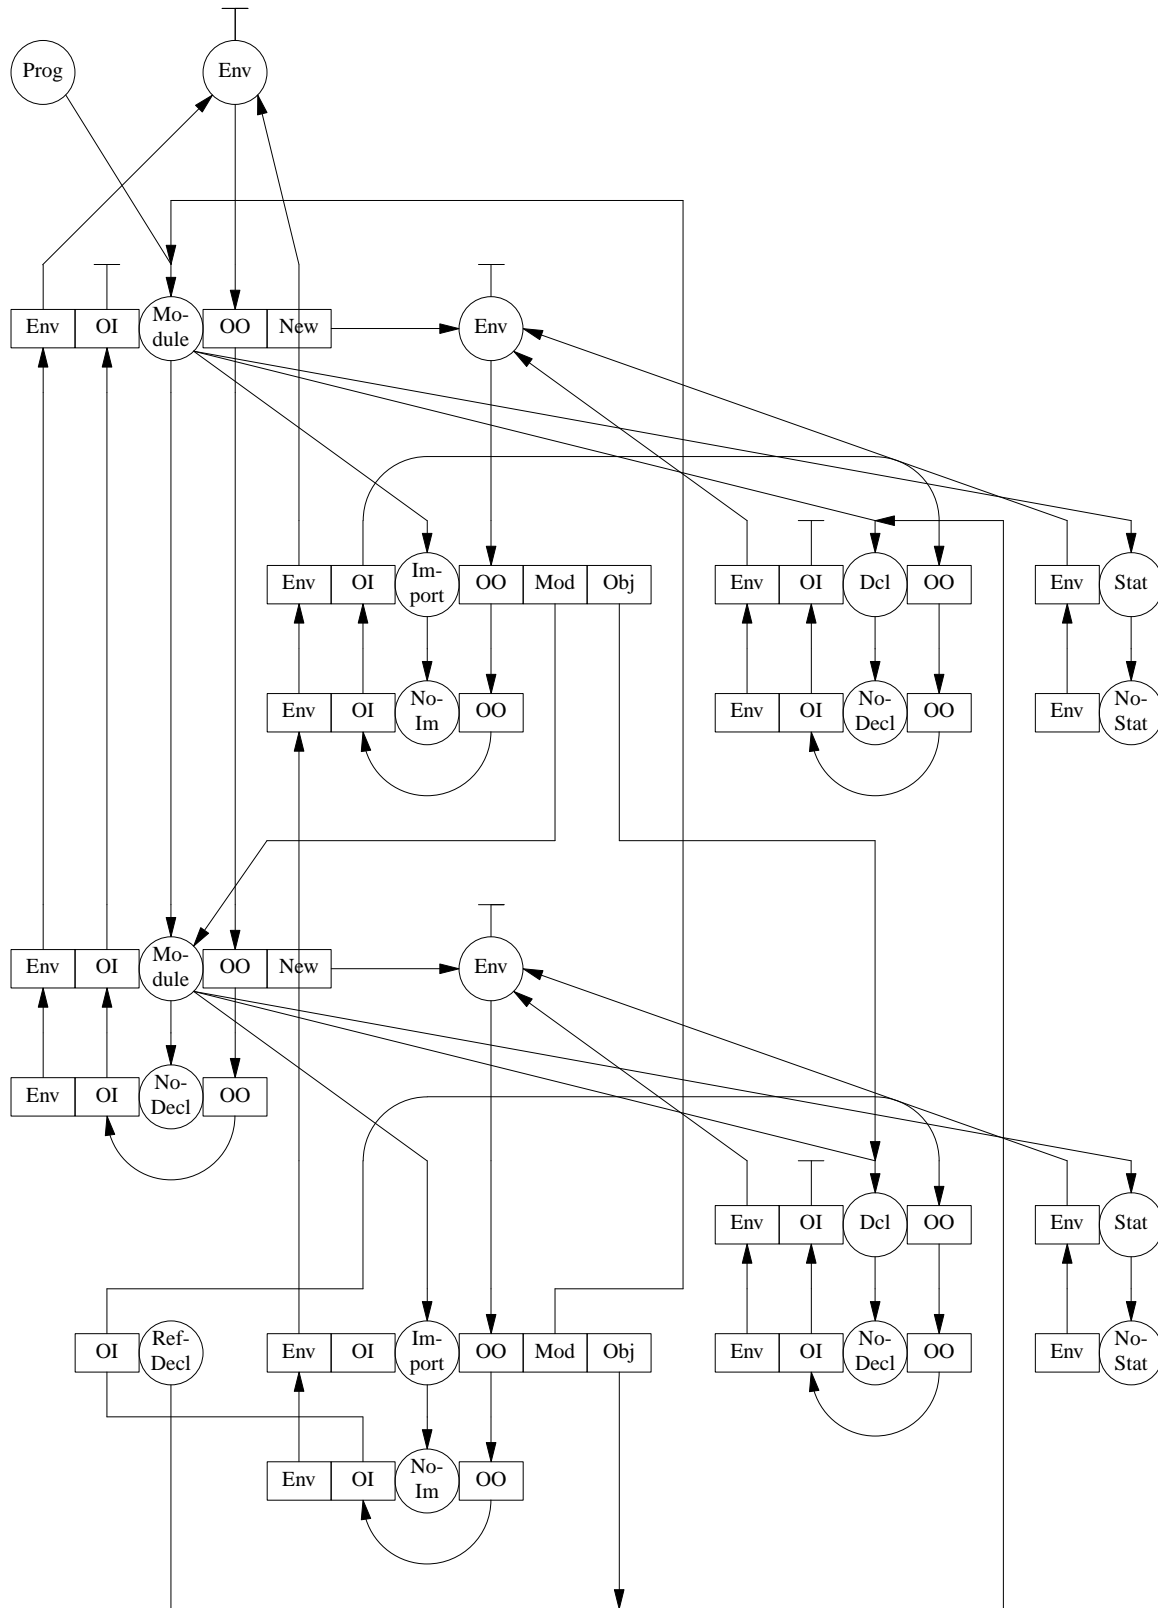 Prog
Env
Env
OI
Mo-
dule
OO
New
Env
Env
OI
Im-
port
OO
Mod
Obj
Env
OI
Dcl
OO
Env
Stat
Env
OI
No-
Im
OO
Env
OI
No-
Decl
OO
Env
No-
Stat
Env
OI
Mo-
dule
OO
New
Env
Env
OI
No-
Decl
OO
Env
OI
Dcl
OO
Env
Stat
OI
Ref-
Decl
Env
OI
Im-
port
OO
Mod
Obj
Env
OI
No-
Decl
OO
Env
No-
Stat
Env
OI
No-
Im
OO